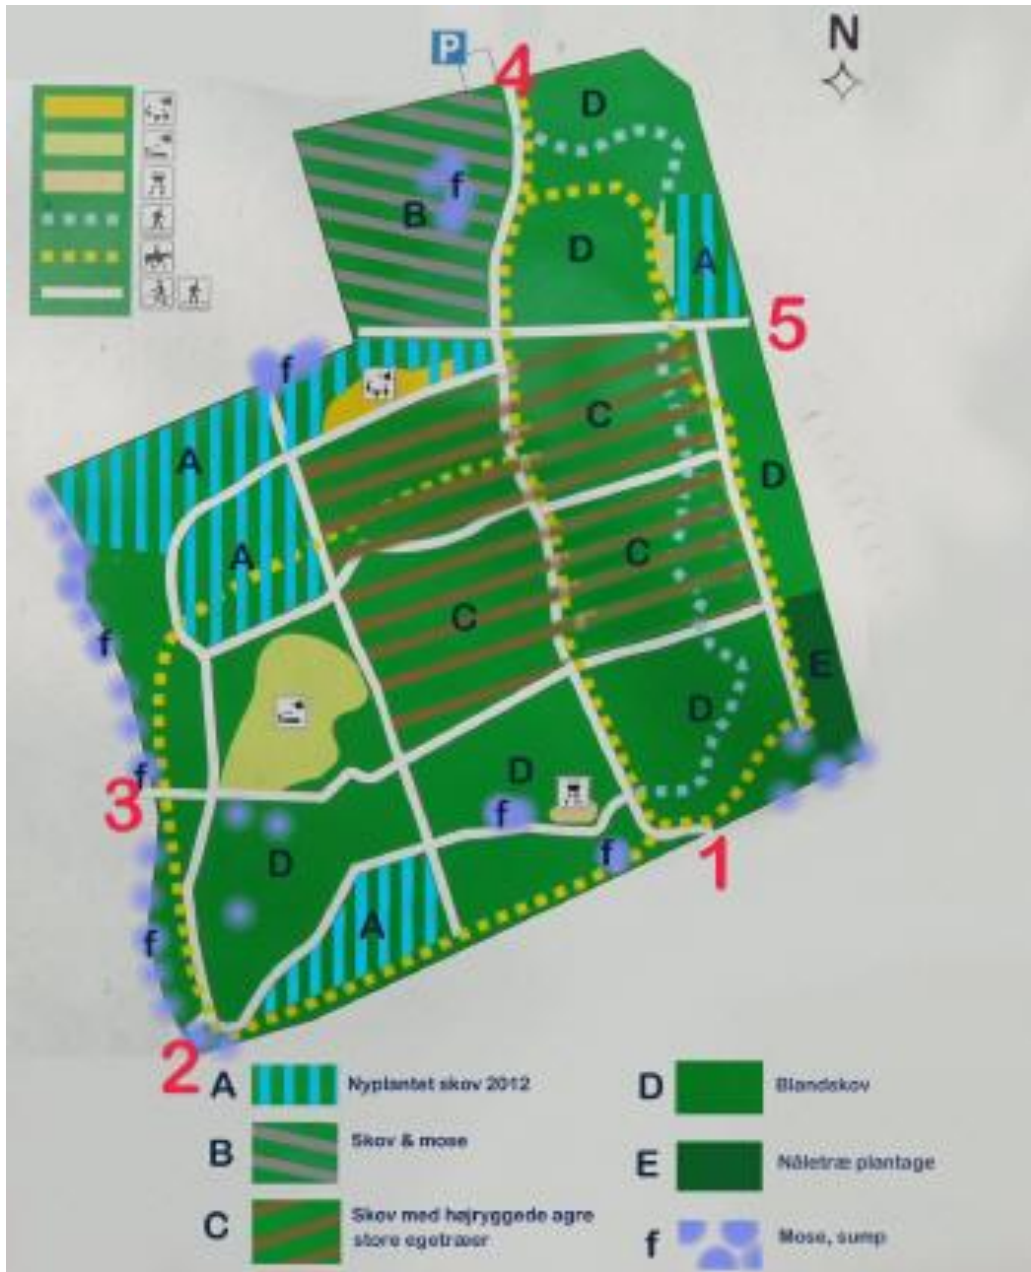 P
4
N
D
f
B
D
A
5
f
C
A
D
A
C
f
C
E
D
f
D
3
f
D
f
1
A
f
2
A Nyplantet skov 2012
B Skov & mose
C Skov med højryggede agre
store egetræer
D Blandskov
E Nåletræ plantage
f Mose, sump